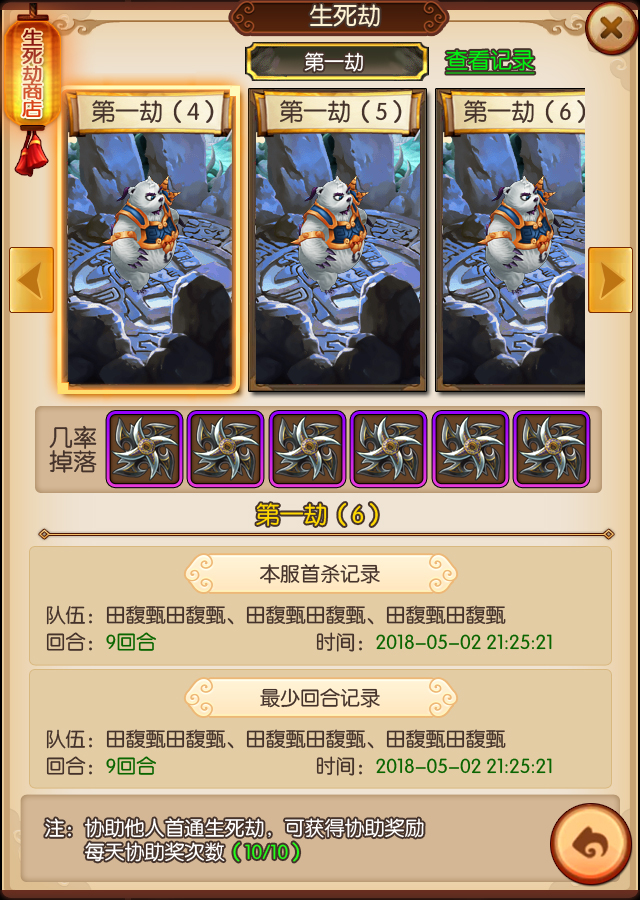 生死劫
生死劫商店
第一劫
查看记录
第一劫（4）
第一劫（5）
第一劫（6）
几率
掉落
第一劫（6）
本服首杀记录
队伍：田馥甄田馥甄、田馥甄田馥甄、田馥甄田馥甄
回合：9回合 时间：2018-05-02 21:25:21
最少回合记录
队伍：田馥甄田馥甄、田馥甄田馥甄、田馥甄田馥甄
回合：9回合 时间：2018-05-02 21:25:21
注：协助他人首通生死劫，可获得协助奖励
每天协助奖次数（10/10）